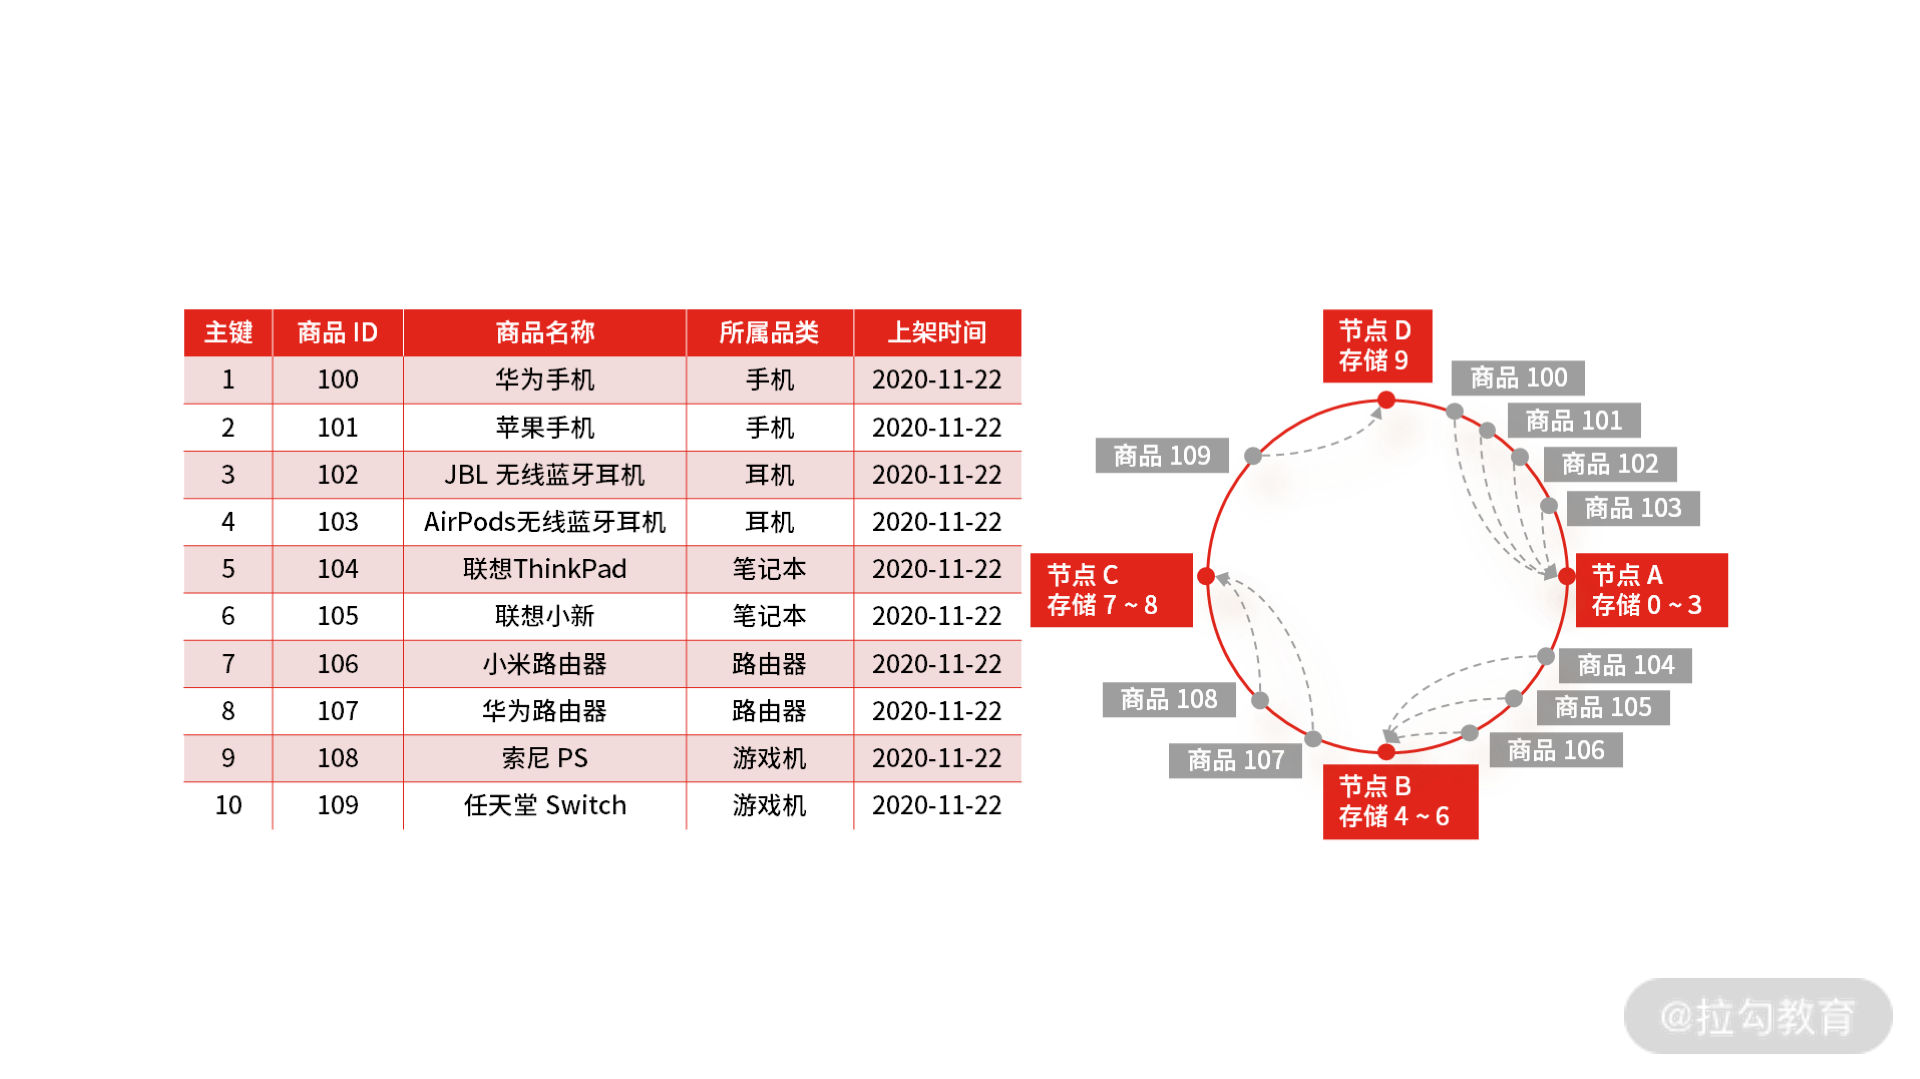 主键 商品 ID 商品名称 所属品类 上架时间
1 100 华为手机 手机 2020-11-22
2 101 苹果手机 手机 2020-11-22
3 102 JBL 无线蓝牙耳机 耳机 2020-11-22
4 103 AirPods无线蓝牙耳机 耳机 2020-11-22
5 104 联想ThinkPad 笔记本 2020-11-22
6 105 联想小新 笔记本 2020-11-22
7 106 小米路由器 路由器 2020-11-22
8 107 华为路由器 路由器 2020-11-22
9 108 索尼 PS 游戏机 2020-11-22
10 109 任天堂 Switch 游戏机 2020-11-22
节点 D
存储 9
商品 100
商品 101
商品 102
商品 103
节点 A
存储 0 ~ 3
商品 104
商品 105
商品 106
节点 B
存储 4 ~ 6
商品 107
商品 108
节点 C
存储 7 ~ 8
商品 109
@拉勾教育